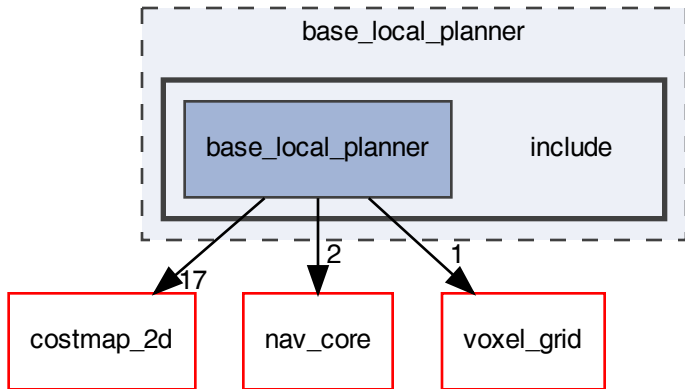 base_local_planner
base_local_planner
include
17
2
1
costmap_2d
nav_core
voxel_grid